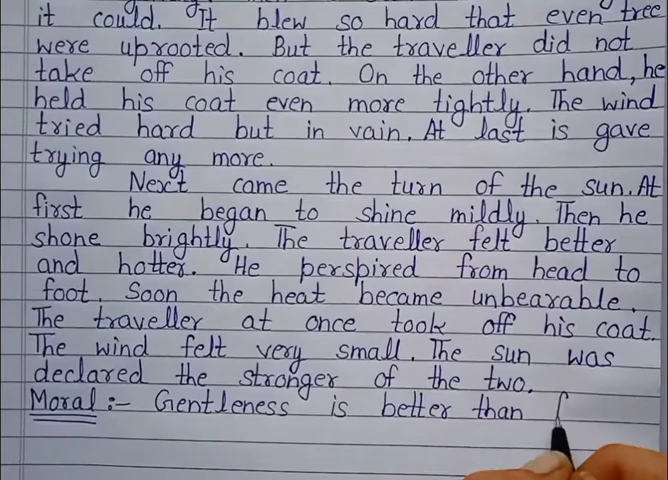 it could. It blew so hard that even tree
were uprooted. But the traveller did not
take off his coat. On the other hand, he
held his coat even more tightly. The wind
tried hard but in vain. At last is gave
trying any more.
Next came the turn of the sun. At
first he began to shine mildly. Then he
shone brightly. The traveller felt better
and hotter. He perspired from head to
foot. Soon the heat became unbearable.
The traveller at once took off his coat.
The wind felt very small. The sun was
declared the stronger of the two.
Moral :- Gentleness is better than